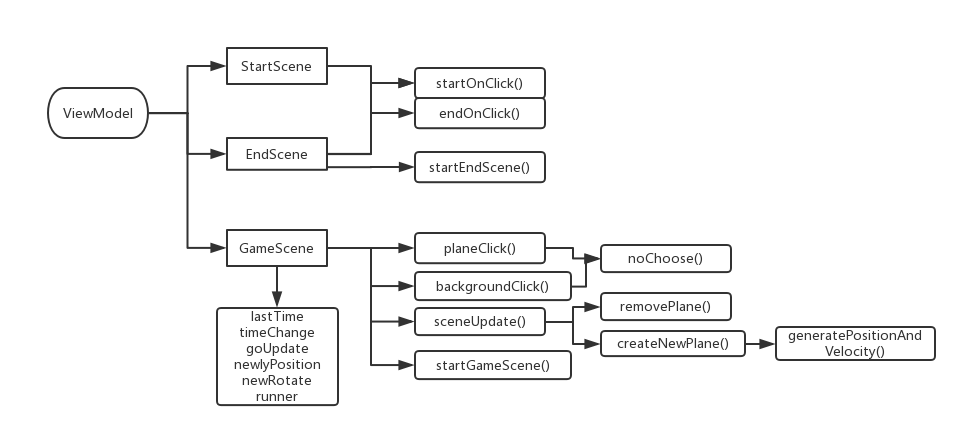 ViewModel
StartScene
EndScene
GameScene
startOnClick()
endOnClick()
startEndScene()
planeClick()
backgroundClick()
sceneUpdate()
startGameScene()
noChoose()
removePlane()
createNewPlane()
generatePositionAnd
Velocity()
lastTime
timeChange
goUpdate
newlyPosition
newRotate
runner